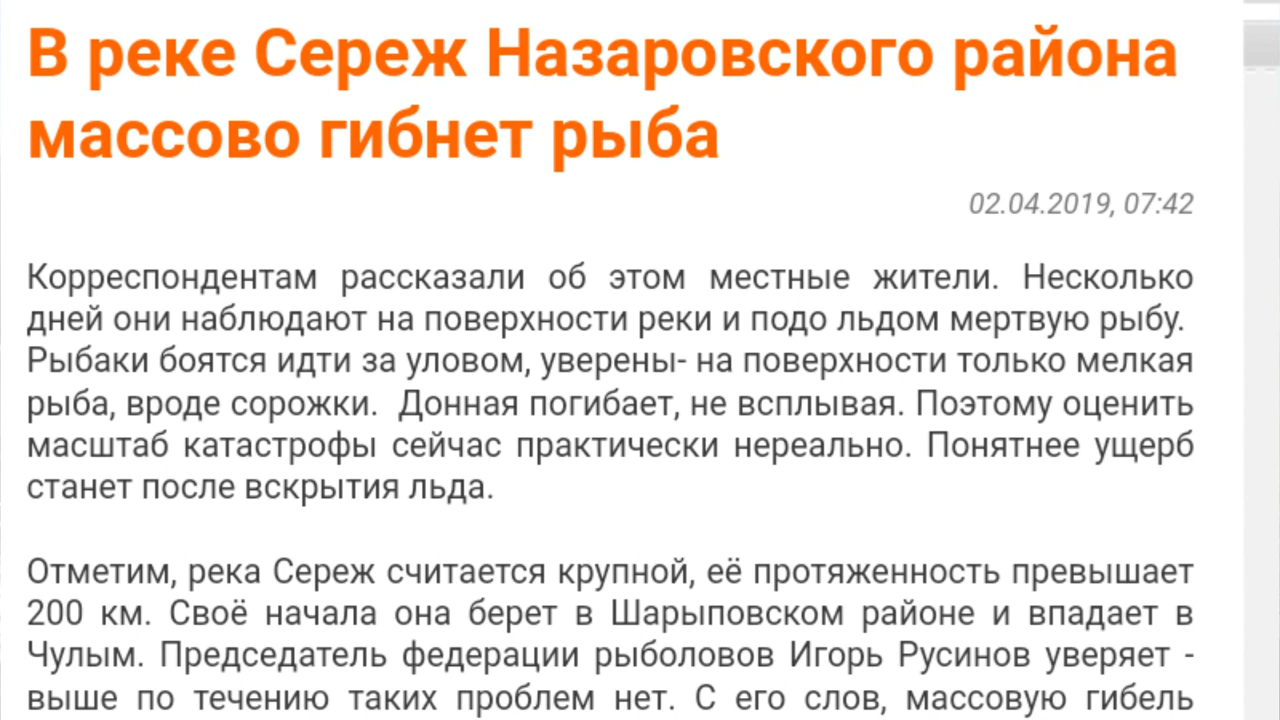 В реке Сереж Назаровского района
массово гибнет рыба
02.04.2019, 07:42
Корреспондентам рассказали об этом местные жители. Несколько
дней они наблюдают на поверхности реки и подо льдом мертвую рыбу.
Рыбаки боятся идти за уловом, уверены- на поверхности только мелкая
рыба, вроде сорожки.  Донная погибает, не всплывая. Поэтому оценить
масштаб катастрофы сейчас практически нереально. Понятнее ущерб
станет после вскрытия льда.
Отметим, река Сереж считается крупной, её протяженность превышает
200 км. Своё начала она берет в Шарыповском районе и впадает в
Чулым. Председатель федерации рыболовов Игорь Русинов уверяет -
выше по течению таких проблем нет. С его слов, массовую гибель